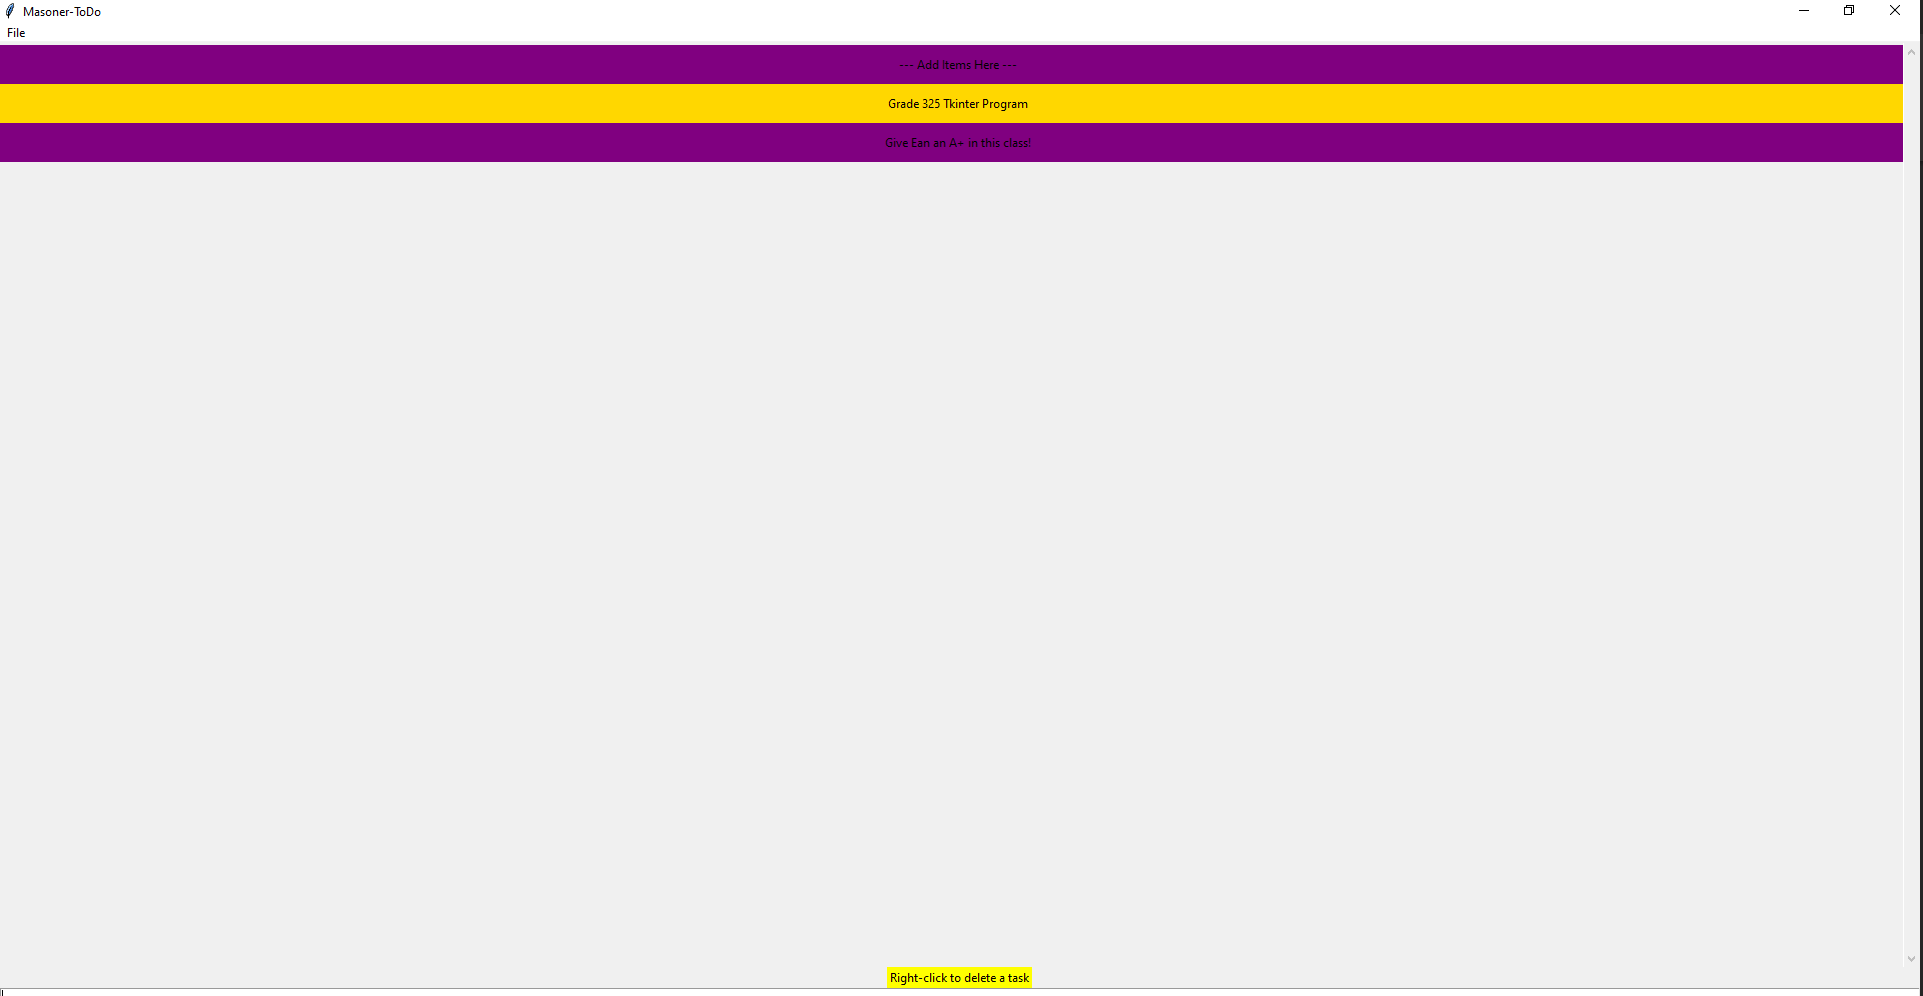 Masoner-ToDo
File
--- Add Items Here ---
Grade 325 Tkinter Program
Give Ean an A+ in this class!
Right-click to delete a task